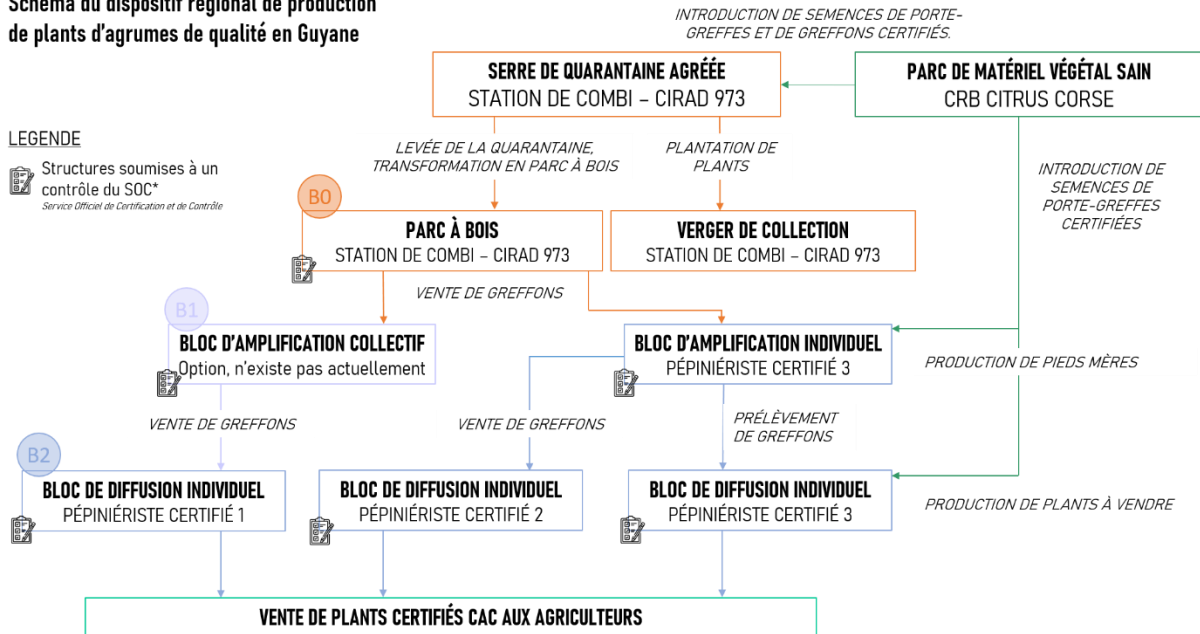 Schéma du dispositif régional de production
de plants d'agrumes de qualité en Guyane
INTRODUCTION DE SEMENCES DE PORTE-
GREFFES ET DE GREFFONS CERTIFIÉS.
SERRE DE QUARANTAINE AGRÉÉE
STATION DE COMBI – CIRAD 973
PARC DE MATÉRIEL VÉGÉTAL SAIN
CRB CITRUS CORSE
LEGENDE
Structures soumises à un
contrôle du SOC*
Service Officiel de Certification et de Contrôle
LEVÉE DE LA QUARANTAINE,
TRANSFORMATION EN PARC À BOIS
PLANTATION DE
PLANTS
INTRODUCTION DE
SEMENCES DE
PORTE-GREFFES
CERTIFIÉES
B0
PARC À BOIS
STATION DE COMBI – CIRAD 973
VERGER DE COLLECTION
STATION DE COMBI – CIRAD 973
VENTE DE GREFFONS
B1
BLOC D'AMPLIFICATION COLLECTIF
Option, n'existe pas actuellement
BLOC D'AMPLIFICATION INDIVIDUEL
PÉPINIÉRISTE CERTIFIÉ 3
PRODUCTION DE PIEDS MÈRES
VENTE DE GREFFONS
VENTE DE GREFFONS
PRÉLÈVEMENT
DE GREFFONS
B2
BLOC DE DIFFUSION INDIVIDUEL
PÉPINIÉRISTE CERTIFIÉ 1
BLOC DE DIFFUSION INDIVIDUEL
PÉPINIÉRISTE CERTIFIÉ 2
BLOC DE DIFFUSION INDIVIDUEL
PÉPINIÉRISTE CERTIFIÉ 3
PRODUCTION DE PLANTS À VENDRE
VENTE DE PLANTS CERTIFIÉS CAC AUX AGRICULTEURS